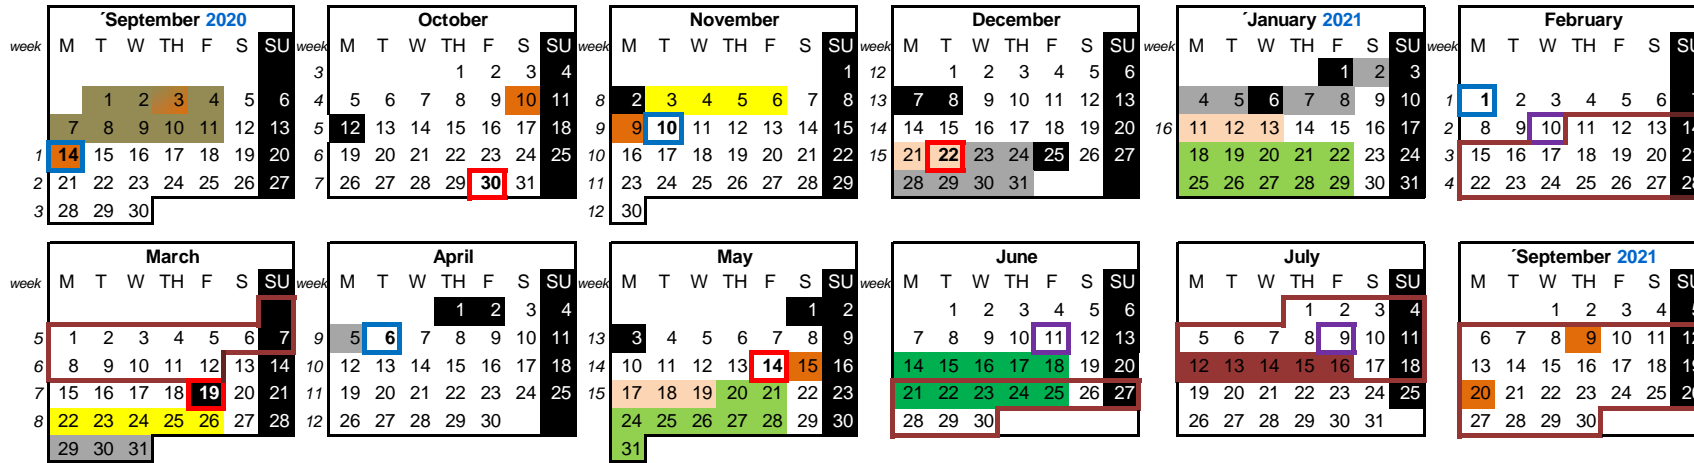 ´September 2020 October November December ´January 2021 February
week M T W TH F S SU week M T W TH F S SU week M T W TH F S SU week M T W TH F S SU week M T W TH F S SU week M T W TH F S SU
3 1 2 3 4 1 12 1 2 3 4 5 6 1 2 3
1 2 3 4 5 6 4 5 6 7 8 9 10 11 8 2 3 4 5 6 7 8 13 7 8 9 10 11 12 13 4 5 6 7 8 9 10 1 1 2 3 4 5 6 7
7 8 9 10 11 12 13 5 12 13 14 15 16 17 18 9 9 10 11 12 13 14 15 14 14 15 16 17 18 19 20 16 11 12 13 14 15 16 17 2 8 9 10 11 12 13 14
1 14 15 16 17 18 19 20 6 19 20 21 22 23 24 25 10 16 17 18 19 20 21 22 15 21 22 23 24 25 26 27 18 19 20 21 22 23 24 3 15 16 17 18 19 20 21
2 21 22 23 24 25 26 27 7 26 27 28 29 30 31 11 23 24 25 26 27 28 29 28 29 30 31 25 26 27 28 29 30 31 4 22 23 24 25 26 27 28
3 28 29 30 12 30
March April May June July ´September 2021
week M T W TH F S SU week M T W TH F S SU week M T W TH F S SU week M T W TH F S SU M T W TH F S SU M T W TH F S SU
1 2 3 4 1 2 1 2 3 4 5 6 1 2 3 4 1 2 3 4 5
5 1 2 3 4 5 6 7 9 5 6 7 8 9 10 11 13 3 4 5 6 7 8 9 7 8 9 10 11 12 13 5 6 7 8 9 10 11 6 7 8 9 10 11 12
6 8 9 10 11 12 13 14 10 12 13 14 15 16 17 18 14 10 11 12 13 14 15 16 14 15 16 17 18 19 20 12 13 14 15 16 17 18 13 14 15 16 17 18 19
7 15 16 17 18 19 20 21 11 19 20 21 22 23 24 25 15 17 18 19 20 21 22 23 21 22 23 24 25 26 27 19 20 21 22 23 24 25 20 21 22 23 24 25 26
8 22 23 24 25 26 27 28 12 26 27 28 29 30 24 25 26 27 28 29 30 28 29 30 26 27 28 29 30 31 27 28 29 30
29 30 31 31